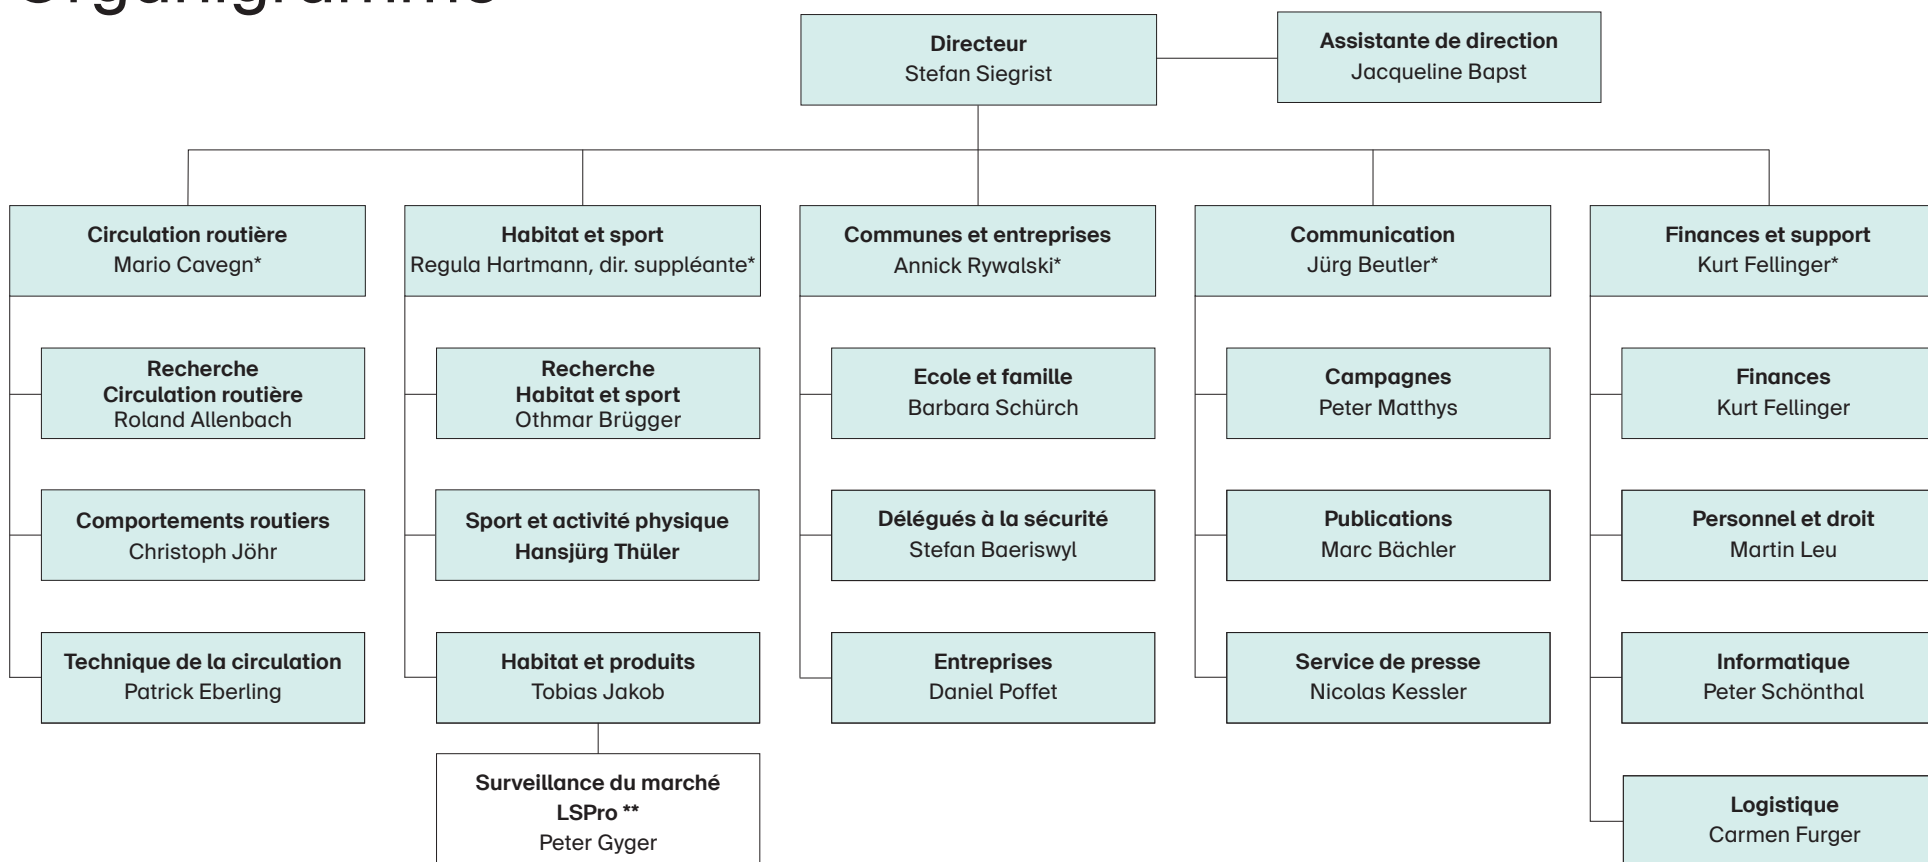 Organigramme
Directeur
Stefan Siegrist
Assistante de direction
Jacqueline Bapst
Circulation routière
Mario Cavegn*
Habitat et sport
Regula Hartmann, dir. suppléante*
Communes et entreprises
Annick Rywalski*
Communication
Jürg Beutler*
Finances et support
Kurt Fellinger*
Recherche
Circulation routière
Roland Allenbach
Recherche
Habitat et sport
Othmar Brügger
Ecole et famille
Barbara Schürch
Campagnes
Peter Matthys
Finances
Kurt Fellinger
Comportements routiers
Christoph Jöhr
Sport et activité physique
Hansjürg Thüler
Délégués à la sécurité
Stefan Baeriswyl
Publications
Marc Bächler
Personnel et droit
Martin Leu
Technique de la circulation
Patrick Eberling
Habitat et produits
Tobias Jakob
Entreprises
Daniel Poffet
Service de presse
Nicolas Kessler
Informatique
Peter Schönthal
Surveillance du marché
LSPro **
Peter Gyger
Logistique
Carmen Furger